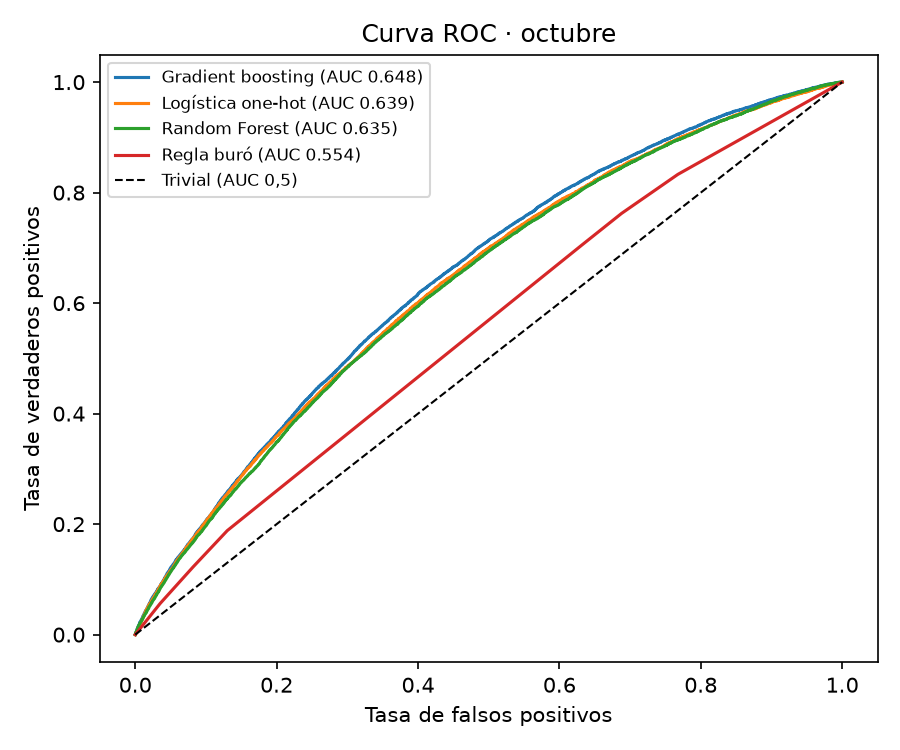 Curva ROC · octubre
Gradient boosting (AUC 0.648)
Logística one-hot (AUC 0.639)
Random Forest (AUC 0.635)
Regla buró (AUC 0.554)
Trivial (AUC 0,5)
Tasa de verdaderos positivos
1.0
0.8
0.6
0.4
0.2
0.0
0.0 0.2 0.4 0.6 0.8 1.0
Tasa de falsos positivos